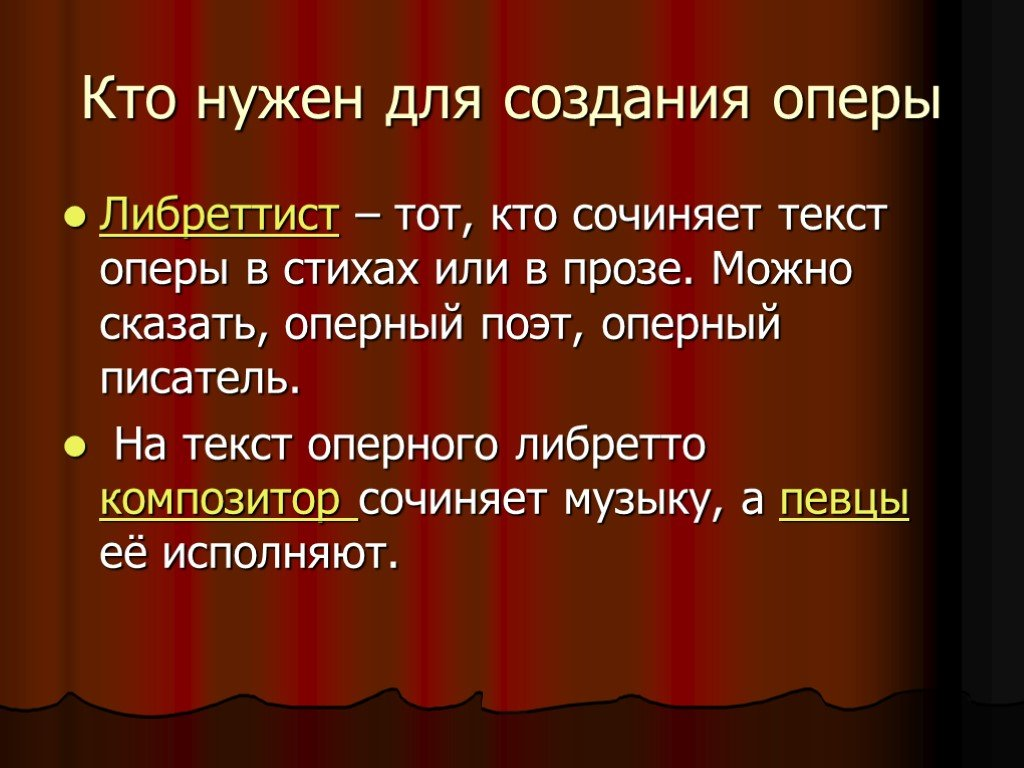 Кто нужен для создания оперы
● Либреттист – тот, кто сочиняет текст
оперы в стихах или в прозе. Можно
сказать, оперный поэт, оперный
писатель.
● На текст оперного либретто
композитор сочиняет музыку, а певцы
её исполняют.